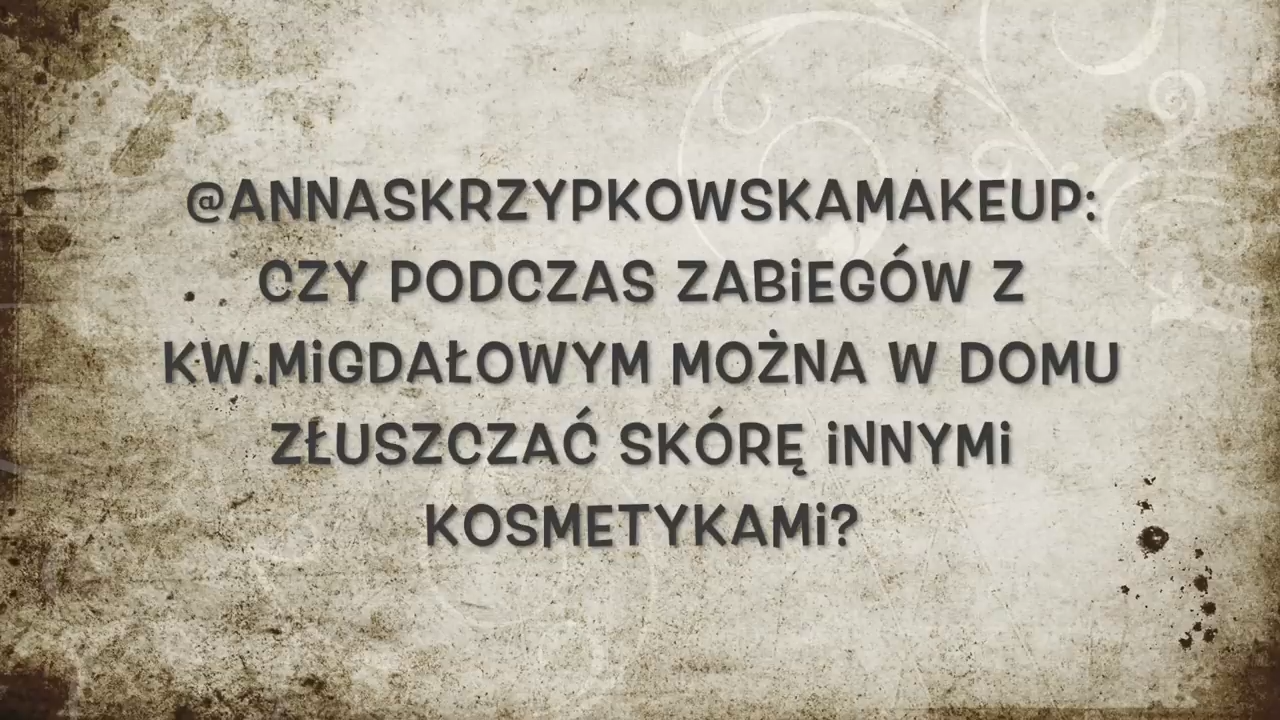 @ANNASKRZYPKOWSKAMAKEUP:
CZY PODCZAS ZABiEGÓW Z
KW.MiGDAŁOWYM MOŻNA W DOMU
ZŁUSZCZAĆ SKÓRĘ iNNYMi
KOSMETYKAMi?